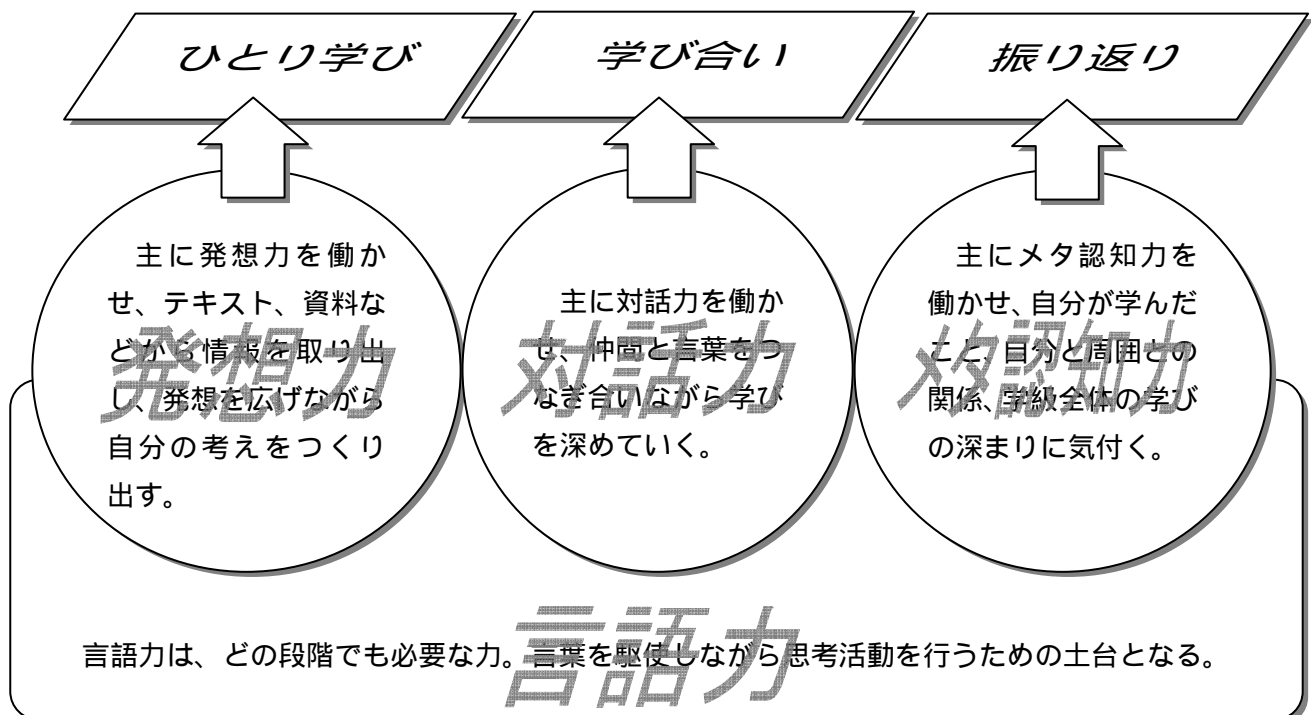 ひとり学び
学び合い
振り返り
主に発想力を働か
せ、テキスト、資料な
どから情報を取り出
し、発想を広げながら
自分の考えをつくり
出す。
発想力
主に対話力を働か
せ、仲間と言葉をつ
なぎ合いながら学び
を深めていく。
対話力
主にメタ認知力を
働かせ、自分が学んだ
こと、自分と周囲との
関係、学級全体の学び
の深まりに気付く。
メタ認知力
言語力は、どの段階でも必要な力。言葉を駆使しながら思考活動を行うための土台となる。
言語力